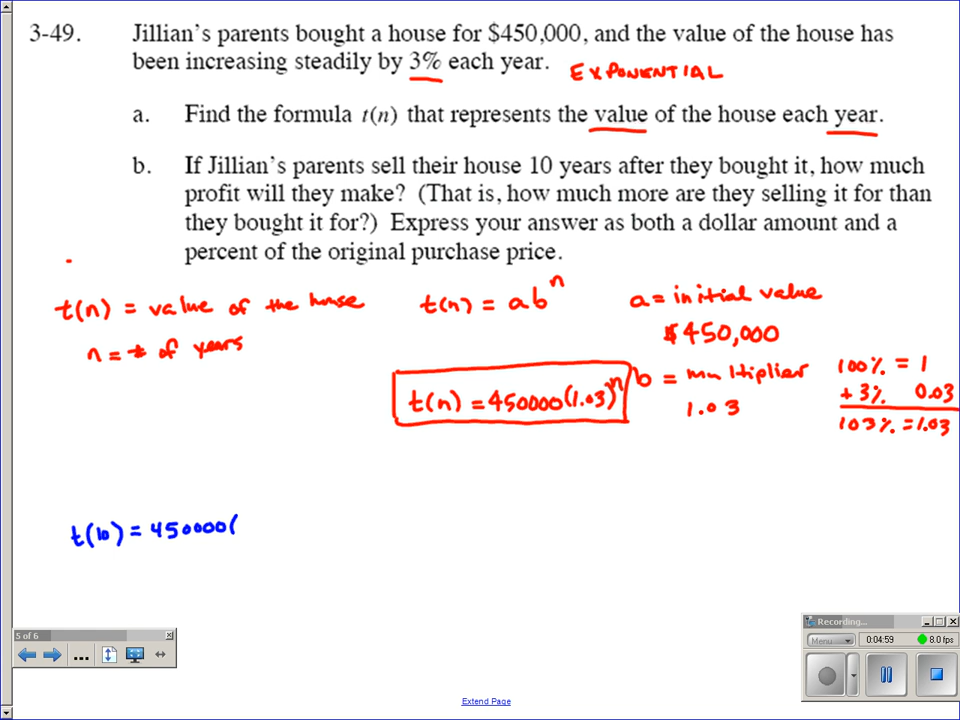 3-49. Jillian's parents bought a house for $450,000, and the value of the house has
been increasing steadily by 3% each year. EXPONENTIAL
a. Find the formula t(n) that represents the value of the house each year.
b. If Jillian's parents sell their house 10 years after they bought it, how much
profit will they make? (That is, how much more are they selling it for than
they bought it for?) Express your answer as both a dollar amount and a
percent of the original purchase price.
t(n) = value of the house
n = # of years
t(n) = ab^n
a = initial value
$450,000
t(n) = 450000(1.03)^n
b = multiplier
1.03
100% = 1
+ 3% 0.03
103% = 1.03
t(10) = 450000(
5 of 6
...
Recording...
Menu
0:04:59
8.0 fps
Extend Page